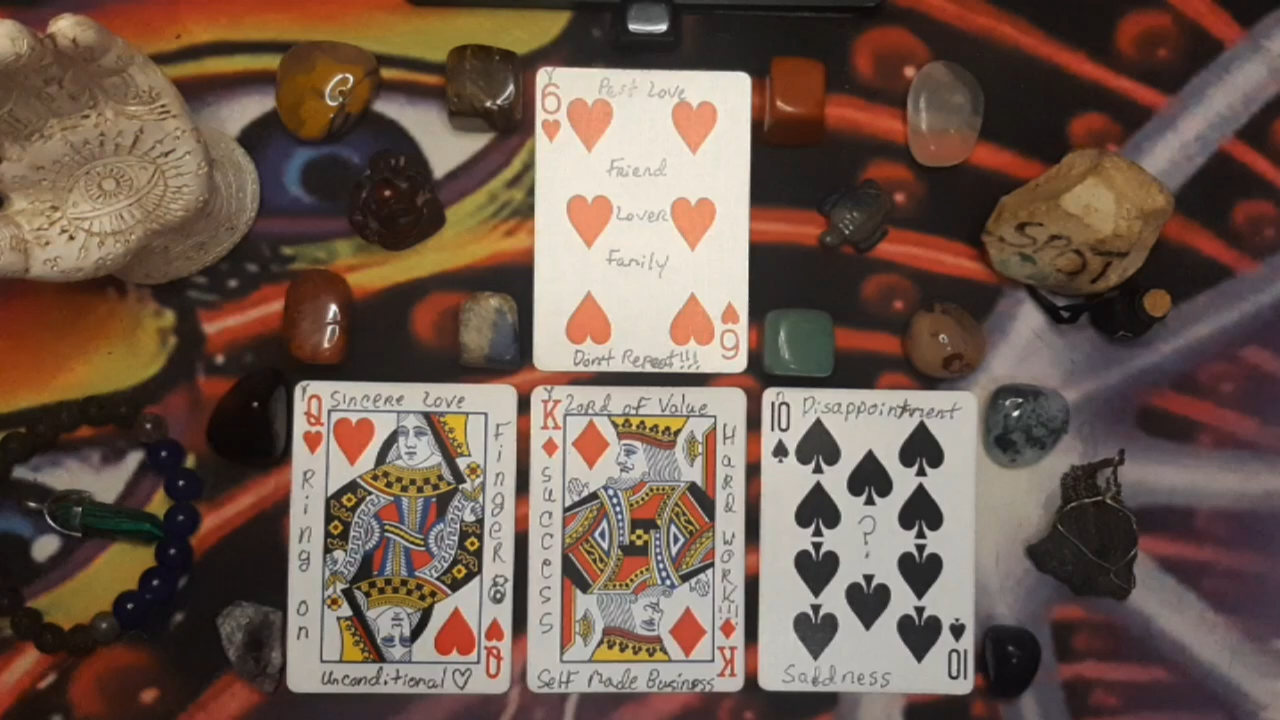 Y
6
Past Love
Friend
Lover
Family
Don't Repeat!!!
6
SPOT
Y
Q
Sincere Love
Ring on
Finger
Unconditional ♡
Q
Y
K
Lord of Value
Success
Hard work!!!
Self Made Business
K
n
10
Disappointment
?
Saddness
10